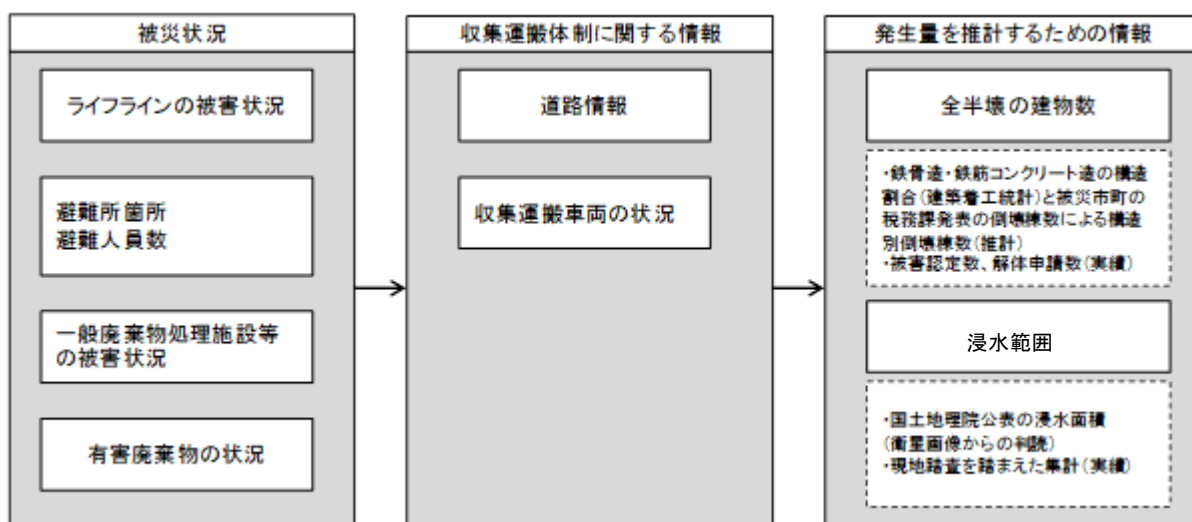 被災状況
ライフラインの被害状況
避難所箇所
避難人員数
一般廃棄物処理施設等
の被害状況
有害廃棄物の状況
収集運搬体制に関する情報
道路情報
収集運搬車両の状況
発生量を推計するための情報
全半壊の建物数
・鉄骨造・鉄筋コンクリート造の構造
割合(建築着工統計)と被災市町の
税務課発表の倒壊棟数による構造
別倒壊棟数(推計)
・被害認定数、解体申請数(実績)
浸水範囲
・国土地理院公表の浸水面積
(衛星画像からの判読)
・現地踏査を踏まえた集計(実績)